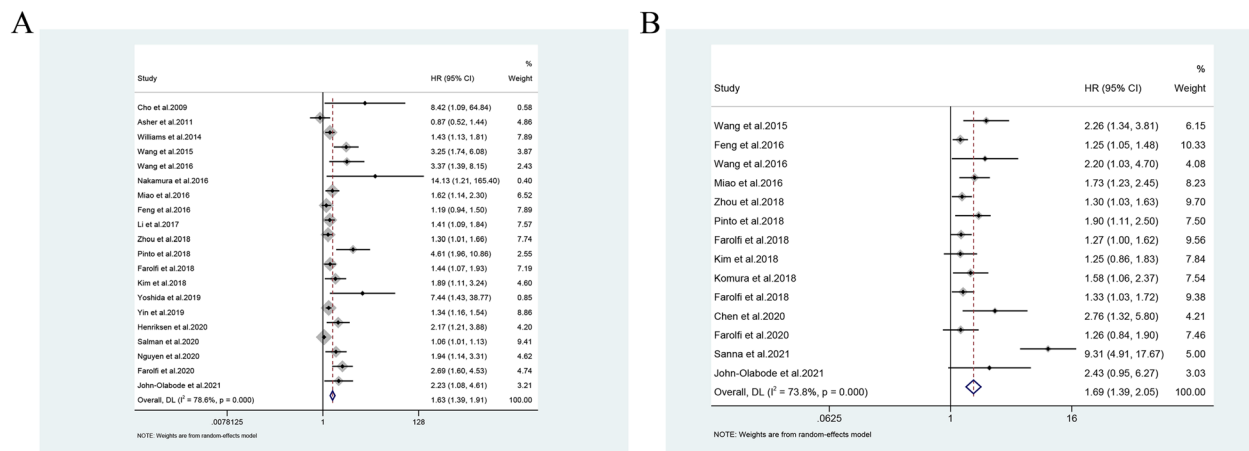 A
%
Study HR (95% CI) Weight
Cho et al.2009 8.42 (1.09, 64.84) 0.58
Asher et al.2011 0.87 (0.52, 1.44) 4.86
Williams et al.2014 1.43 (1.13, 1.81) 7.89
Wang et al.2015 3.25 (1.74, 6.08) 3.87
Wang et al.2016 3.37 (1.39, 8.15) 2.43
Nakamura et al.2016 14.13 (1.21, 165.40) 0.40
Miao et al.2016 1.62 (1.14, 2.30) 6.52
Feng et al.2016 1.19 (0.94, 1.50) 7.89
Li et al.2017 1.41 (1.09, 1.84) 7.57
Zhou et al.2018 1.30 (1.01, 1.66) 7.74
Pinto et al.2018 4.61 (1.96, 10.86) 2.55
Farolfi et al.2018 1.44 (1.07, 1.93) 7.19
Kim et al.2018 1.89 (1.11, 3.24) 4.60
Yoshida et al.2019 7.44 (1.43, 38.77) 0.85
Yin et al.2019 1.34 (1.16, 1.54) 8.86
Henriksen et al.2020 2.17 (1.21, 3.88) 4.20
Salman et al.2020 1.06 (1.01, 1.13) 9.41
Nguyen et al.2020 1.94 (1.14, 3.31) 4.62
Farolfi et al.2020 2.69 (1.60, 4.53) 4.74
John-Olabode et al.2021 2.23 (1.08, 4.61) 3.21
Overall, DL (I² = 78.6%, p = 0.000) 1.63 (1.39, 1.91) 100.00
.0078125 1 128
NOTE: Weights are from random-effects model
B
%
Study HR (95% CI) Weight
Wang et al.2015 2.26 (1.34, 3.81) 6.15
Feng et al.2016 1.25 (1.05, 1.48) 10.33
Wang et al.2016 2.20 (1.03, 4.70) 4.08
Miao et al.2016 1.73 (1.23, 2.45) 8.23
Zhou et al.2018 1.30 (1.03, 1.63) 9.70
Pinto et al.2018 1.90 (1.11, 2.50) 7.50
Farolfi et al.2018 1.27 (1.00, 1.62) 9.56
Kim et al.2018 1.25 (0.86, 1.83) 7.84
Komura et al.2018 1.58 (1.06, 2.37) 7.54
Farolfi et al.2018 1.33 (1.03, 1.72) 9.38
Chen et al.2020 2.76 (1.32, 5.80) 4.21
Farolfi et al.2020 1.26 (0.84, 1.90) 7.46
Sanna et al.2021 9.31 (4.91, 17.67) 5.00
John-Olabode et al.2021 2.43 (0.95, 6.27) 3.03
Overall, DL (I² = 73.8%, p = 0.000) 1.69 (1.39, 2.05) 100.00
.0625 1 16
NOTE: Weights are from random-effects model